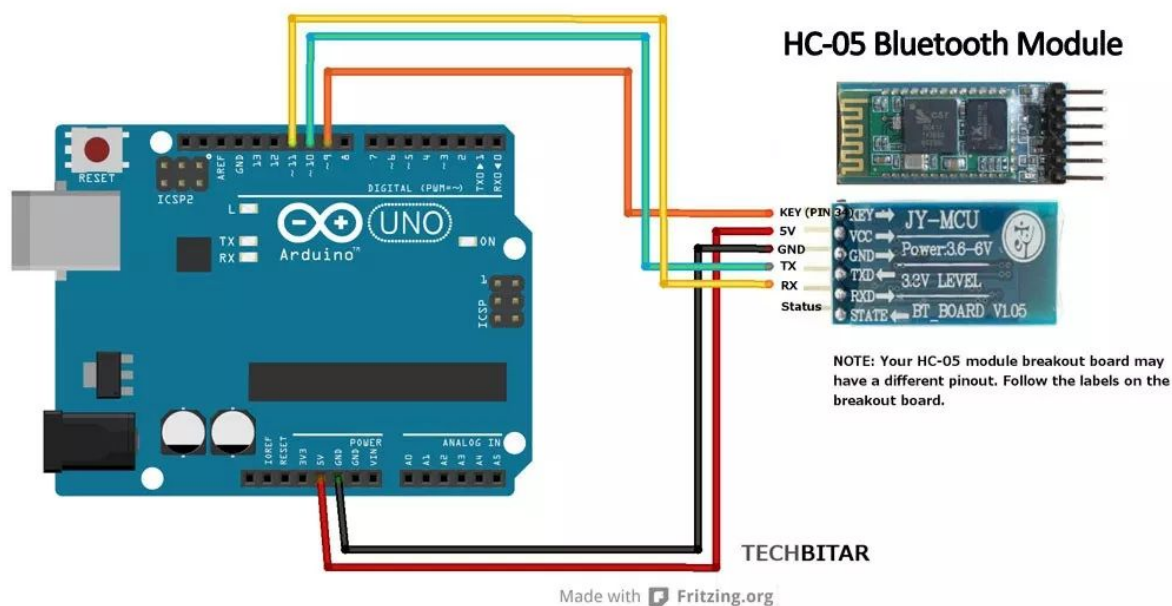 HC-05 Bluetooth Module
RESET
ICSP2
AREF
GND
13
12
~11
~10
~9
8
7
~6
~5
4
~3
2
TXD▶1
RXD◀0
DIGITAL (PWM=~)
L
TX
RX
UNO
Arduino™
ON
1
ICSP
IOREF
RESET
3V3
5V
GND
GND
VIN
POWER
ANALOG IN
A0
A1
A2
A3
A4
A5
KEY (PIN 34)
5V
GND
TX
RX
Status
KEY
VCC
GND
TXD
RXD
STATE
JY-MCU
Power:3.6-6V
3.3V LEVEL
BT_BOARD V1.05
NOTE: Your HC-05 module breakout board may
have a different pinout. Follow the labels on the
breakout board.
TECHBITAR
Made with Fritzing.org